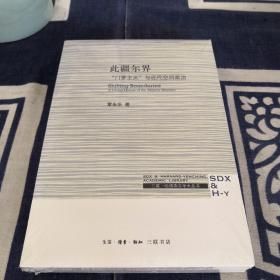 此疆尔界
“门罗主义”与近代空间政治
Shifting Boundaries:
A Global History of the Monroe Doctrine
章永乐 著
SDX & HARVARD-YENCHING
ACADEMIC LIBRARY
三联·哈佛燕京学术丛书
SDX
&
H-Y
生活·讀書·新知 三联书店